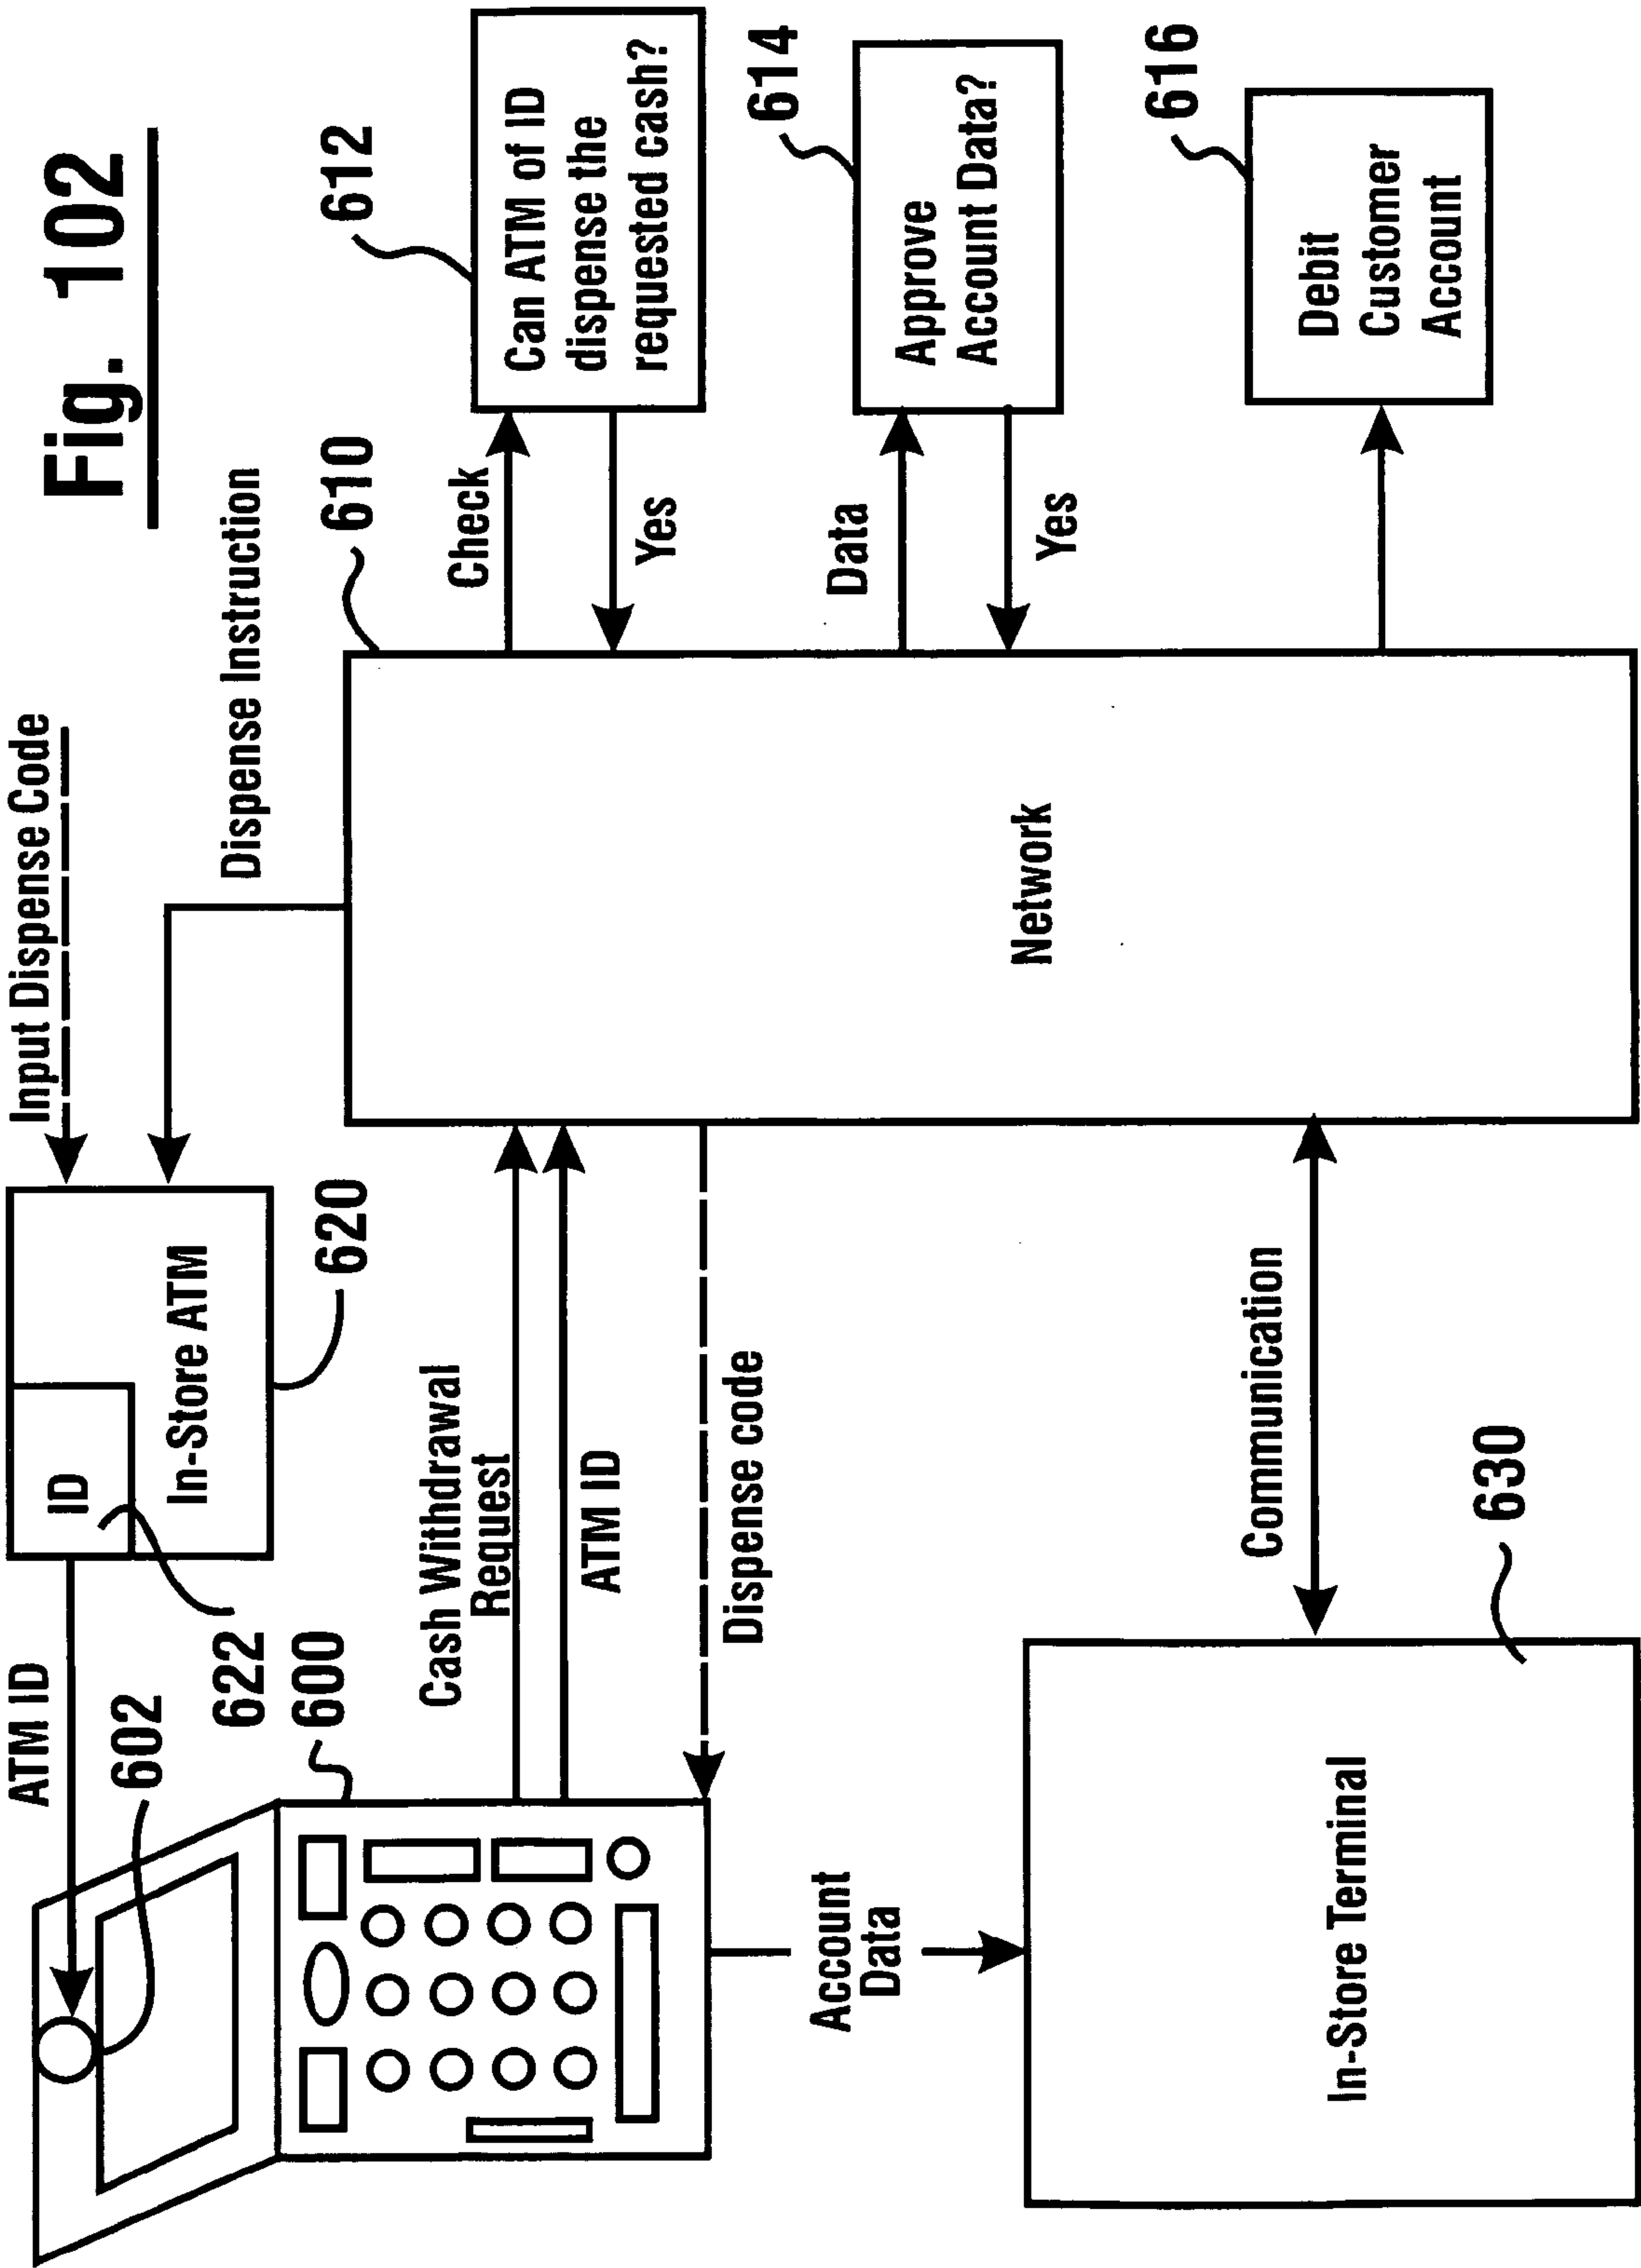 Fig. 102
Input Dispense Code
Dispense Instruction
ATM ID
602
ID
In-Store ATM
622
620
600
Cash Withdrawal
Request
ATM ID
Dispense code
610
Network
Check
Yes
612
Can ATM of ID
dispense the
requested cash?
Data
Yes
614
Approve
Account Data?
616
Debit
Customer
Account
Account
Data
Communication
630
In-Store Terminal